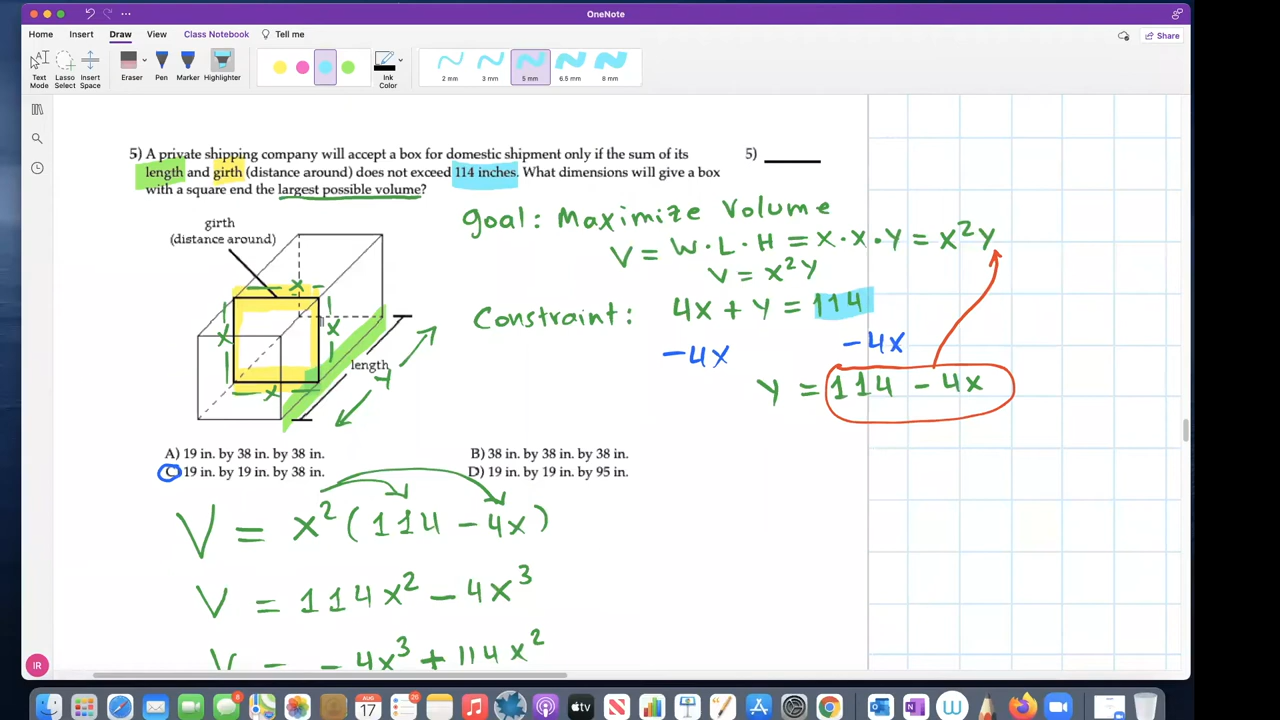 OneNote
Home Insert Draw View Class Notebook Tell me
Share
Text Mode Lasso Select Insert Space Eraser Pen Marker Highlighter Ink Color 2 mm 3 mm 5 mm 6.5 mm 8 mm
5) A private shipping company will accept a box for domestic shipment only if the sum of its
length and girth (distance around) does not exceed 114 inches. What dimensions will give a box
with a square end the largest possible volume?
5)
Goal: Maximize Volume
V = W · L · H = X · X · Y = X²Y
V = X²Y
Constraint: 4X + Y = 114
-4X -4X
Y = 114 - 4X
girth
(distance around)
X
X X
X
length
Y
A) 19 in. by 38 in. by 38 in. B) 38 in. by 38 in. by 38 in.
C) 19 in. by 19 in. by 38 in. D) 19 in. by 19 in. by 95 in.
V = X² (114 - 4X)
V = 114X² - 4X³
V = - 4X³ + 114X²
IR
8
AUG 17
26
tv